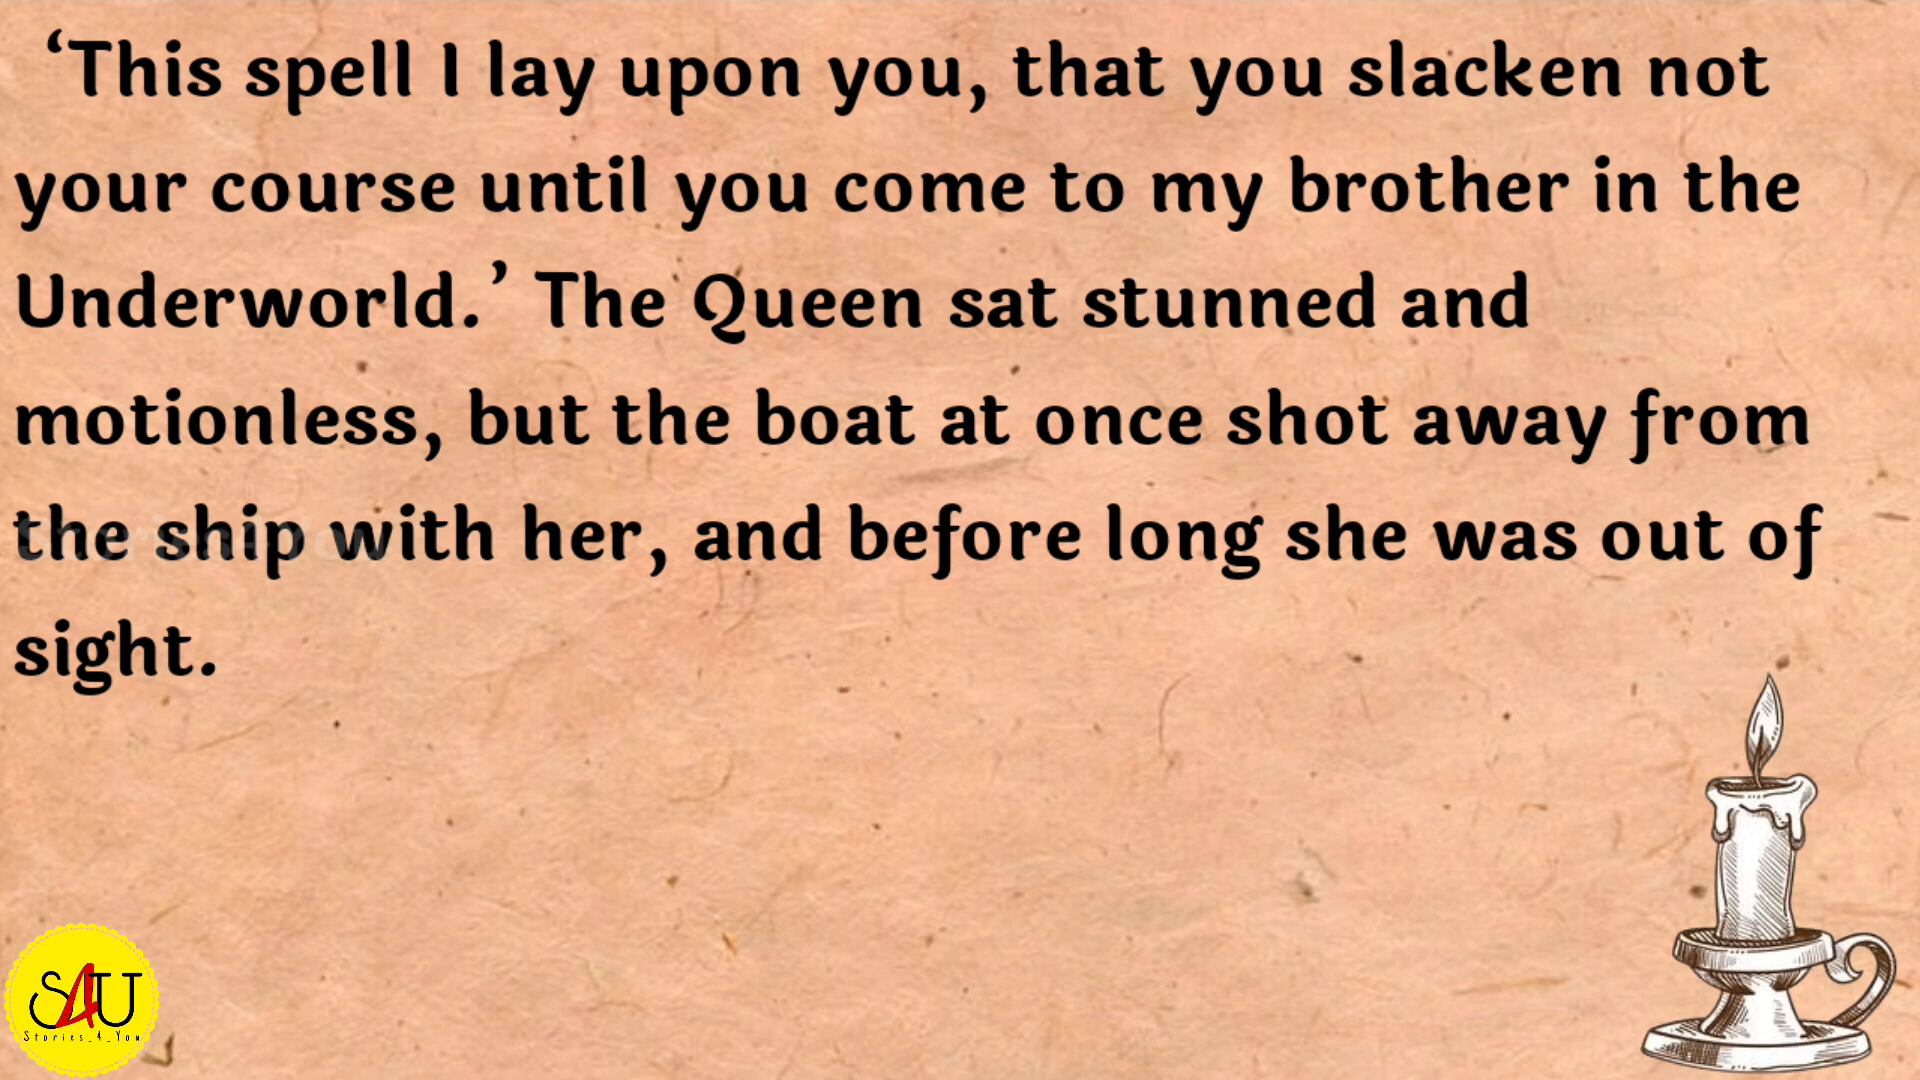 ‘This spell I lay upon you, that you slacken not
your course until you come to my brother in the
Underworld.’ The Queen sat stunned and
motionless, but the boat at once shot away from
the ship with her, and before long she was out of
sight.
S4U
Stories_4_You